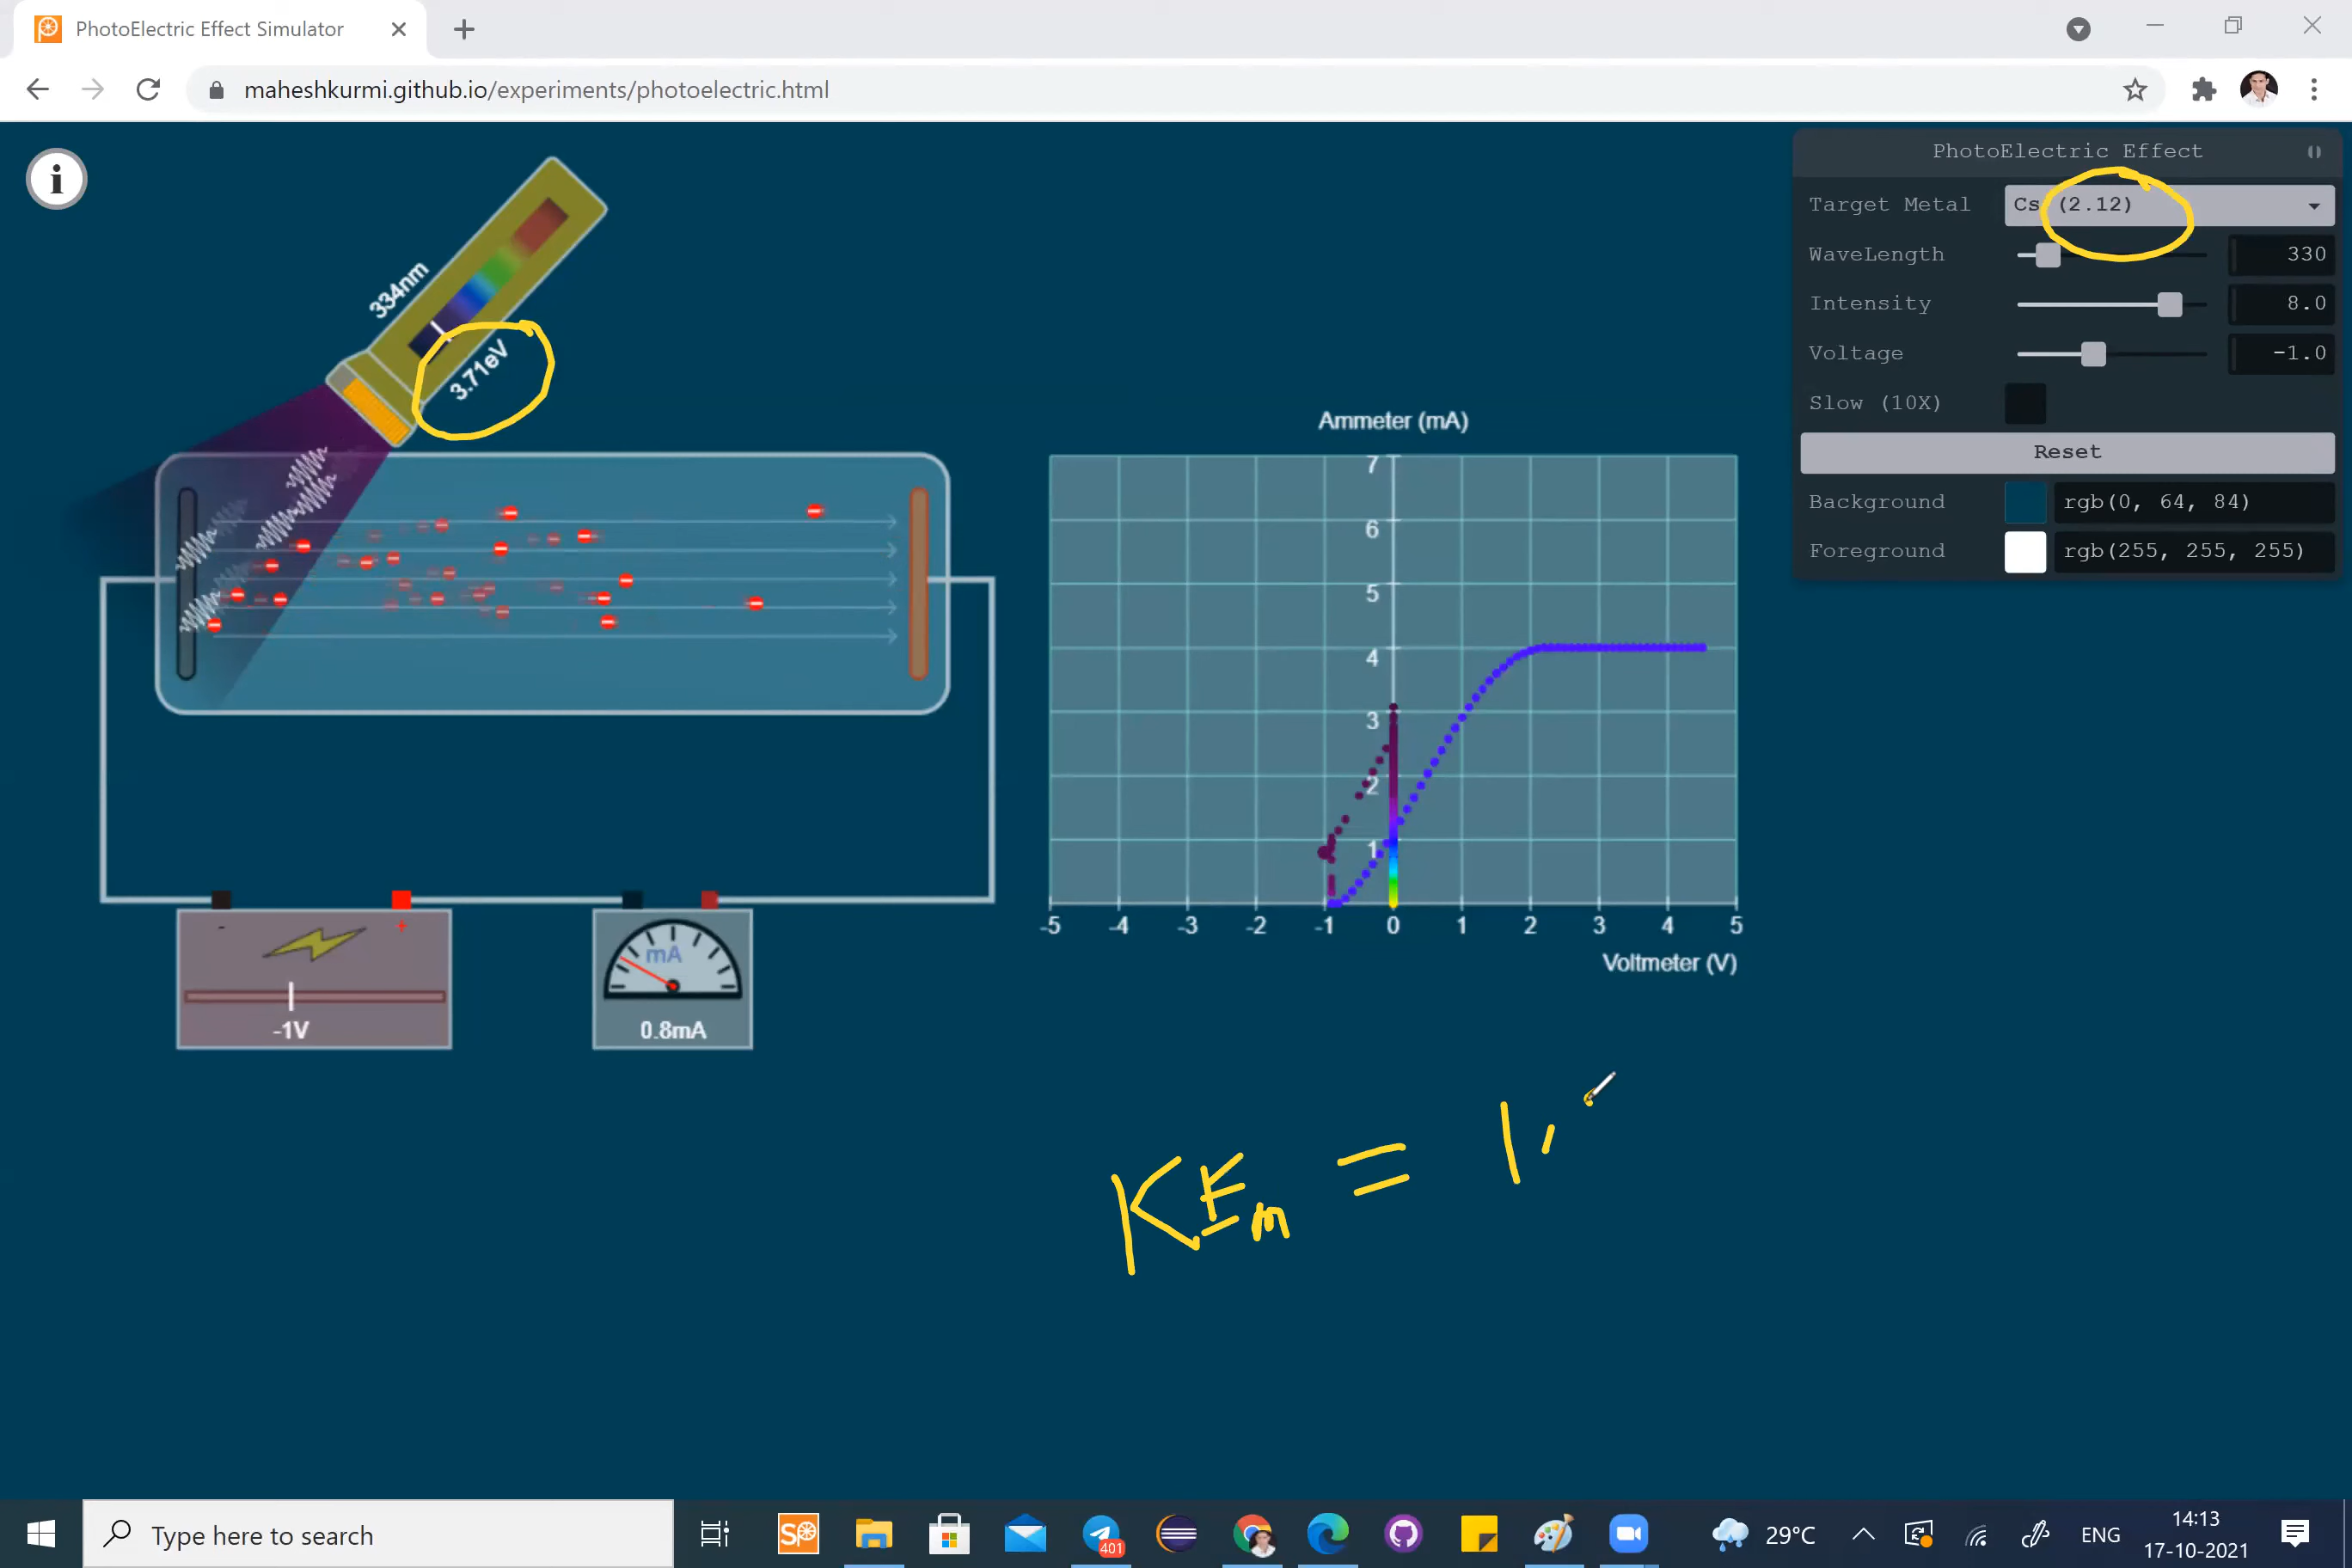 PhotoElectric Effect Simulator
maheshkurmi.github.io/experiments/photoelectric.html
i
334nm
3.71eV
PhotoElectric Effect
Target Metal Cs (2.12)
WaveLength 330
Intensity 8.0
Voltage -1.0
Slow (10X)
Reset
Background rgb(0, 64, 84)
Foreground rgb(255, 255, 255)
Ammeter (mA)
7
6
5
4
3
2
1
-5 -4 -3 -2 -1 0 1 2 3 4 5
Voltmeter (V)
- +
-1V
mA
0.8mA
KEm = 1.
Type here to search
SP
401
29°C
ENG
14:13
17-10-2021